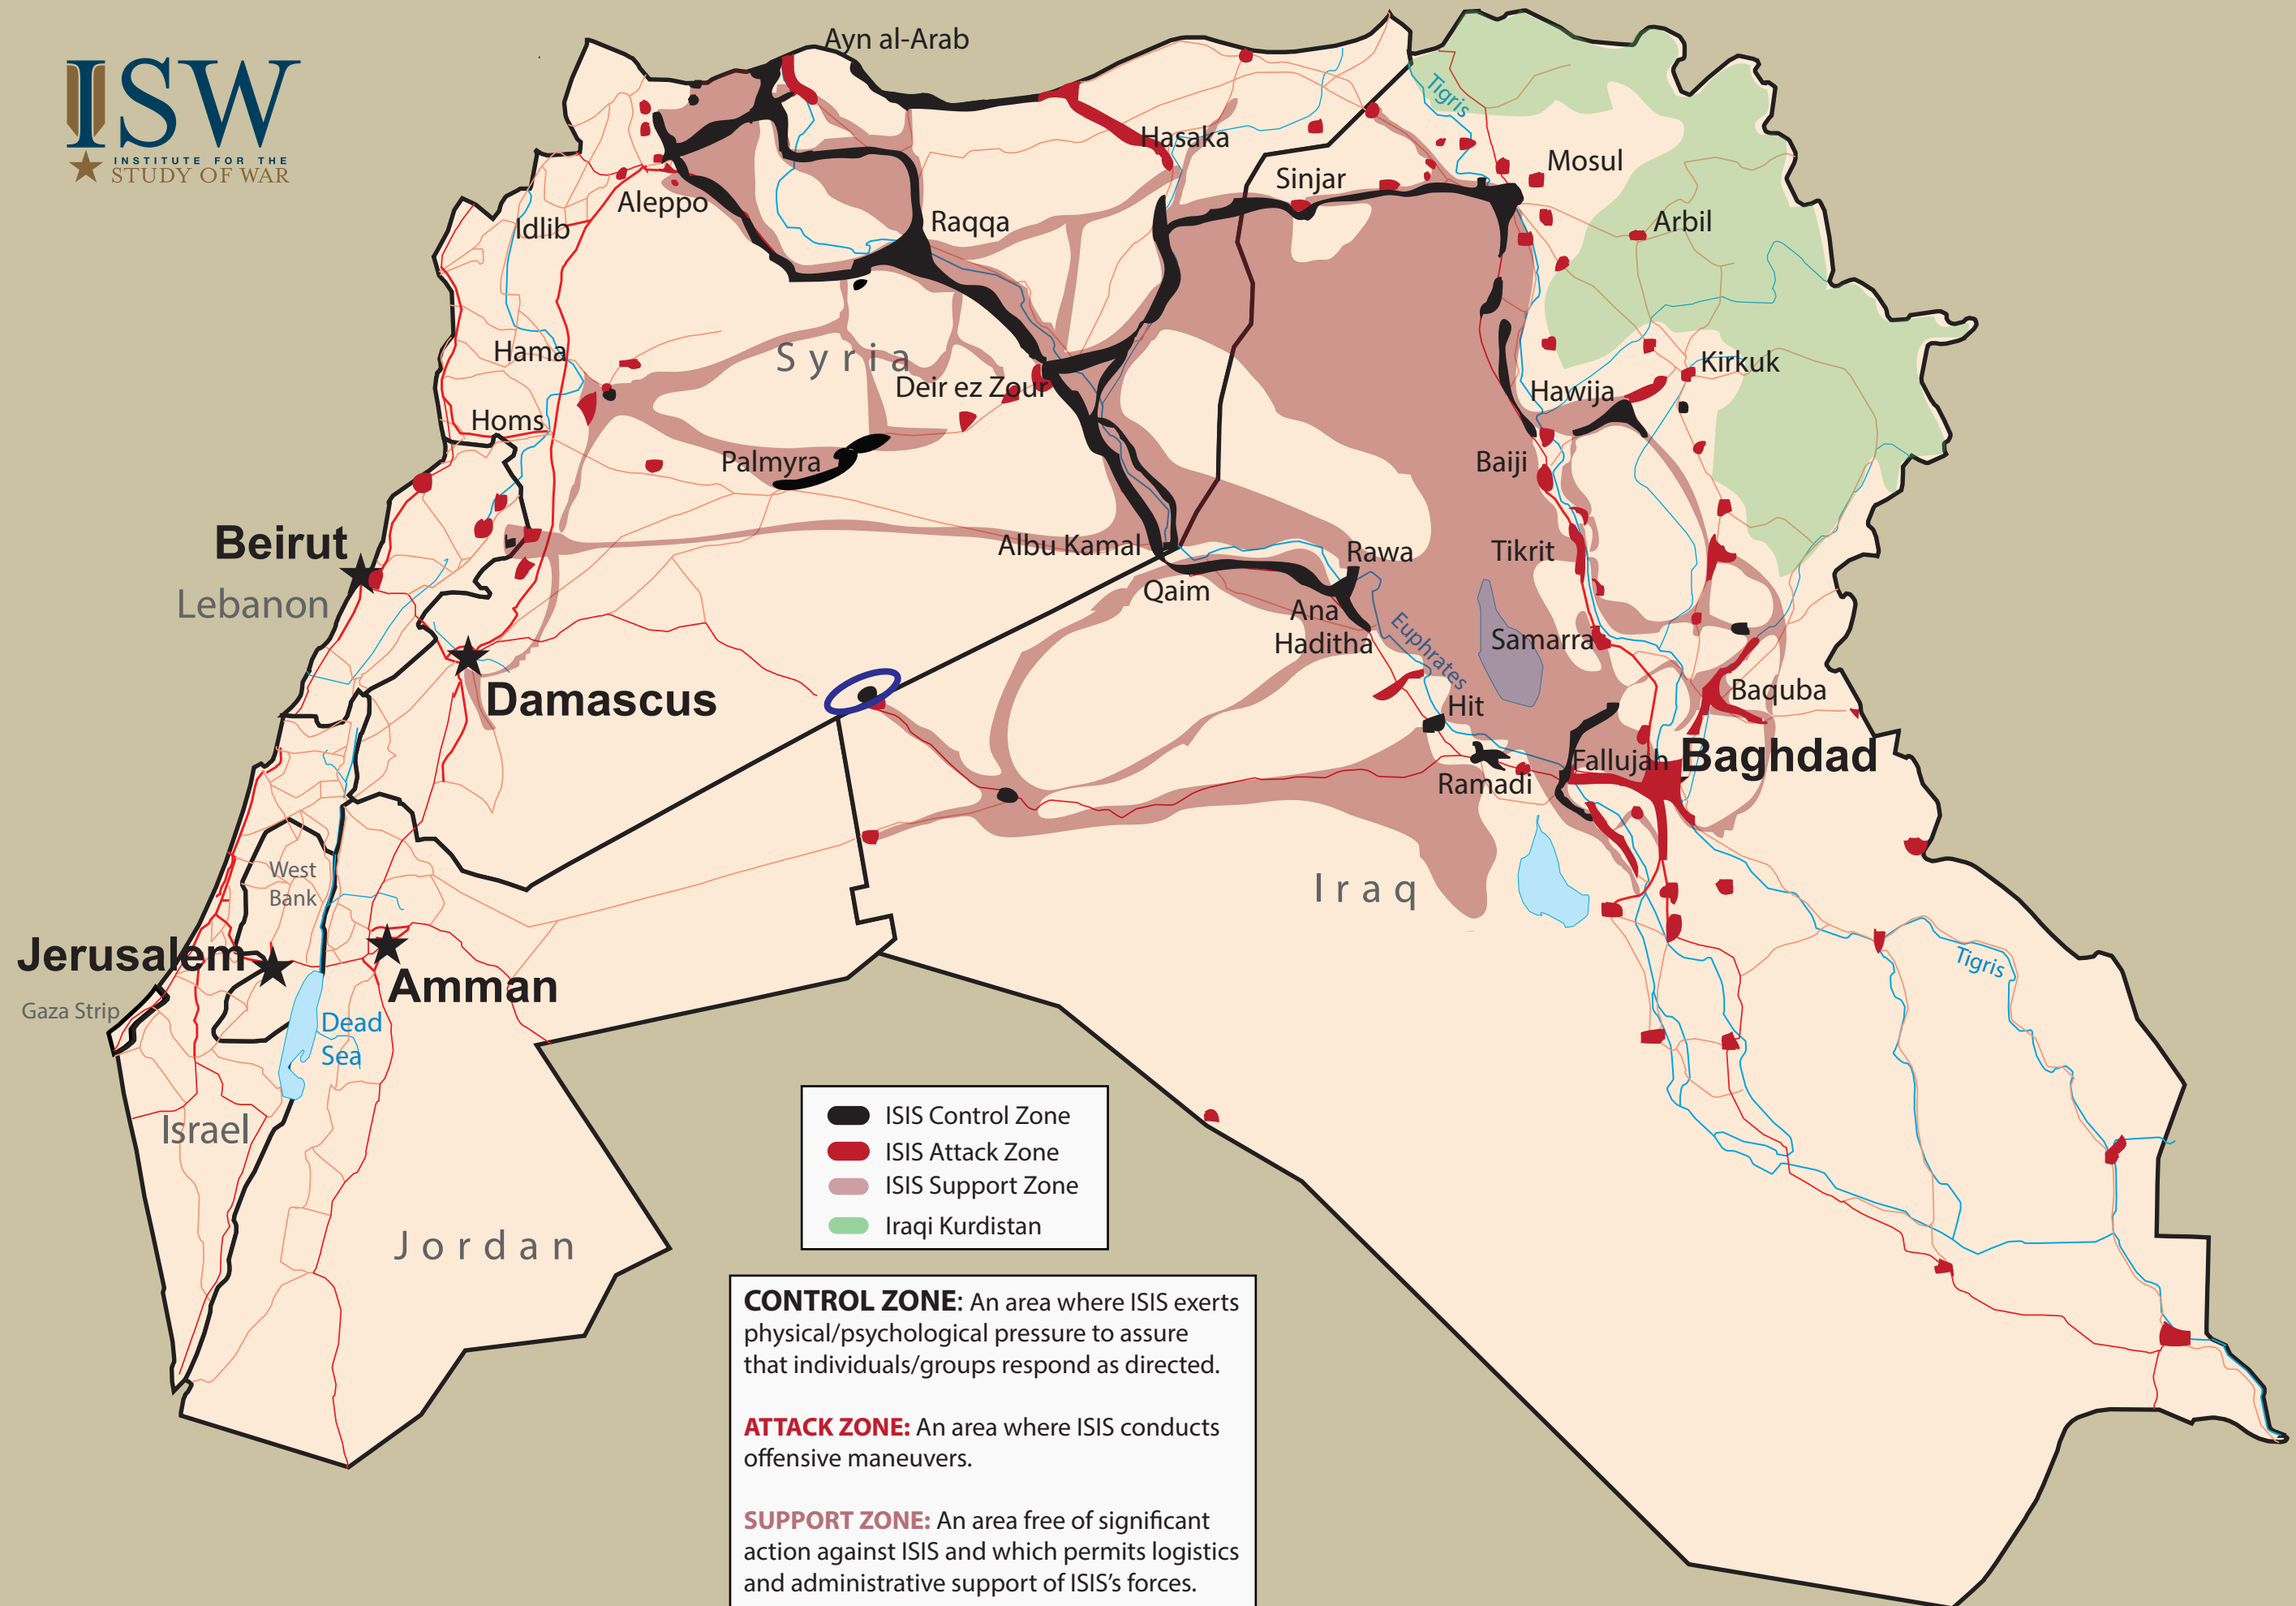 ISW
INSTITUTE FOR THE
STUDY OF WAR
Ayn al-Arab
Tigris
Hasaka
Mosul
Sinjar
Aleppo
Idlib
Raqqa
Arbil
Hama
Syria
Kirkuk
Deir ez Zour
Hawija
Homs
Palmyra
Baiji
Beirut
Albu Kamal
Rawa
Tikrit
Lebanon
Qaim
Ana
Haditha
Euphrates
Samarra
Damascus
Baquba
Hit
Fallujah
Baghdad
Ramadi
West
Bank
Iraq
Jerusalem
Amman
Tigris
Gaza Strip
Dead
Sea
Israel
Jordan
ISIS Control Zone
ISIS Attack Zone
ISIS Support Zone
Iraqi Kurdistan
CONTROL ZONE: An area where ISIS exerts
physical/psychological pressure to assure
that individuals/groups respond as directed.
ATTACK ZONE: An area where ISIS conducts
offensive maneuvers.
SUPPORT ZONE: An area free of significant
action against ISIS and which permits logistics
and administrative support of ISIS's forces.